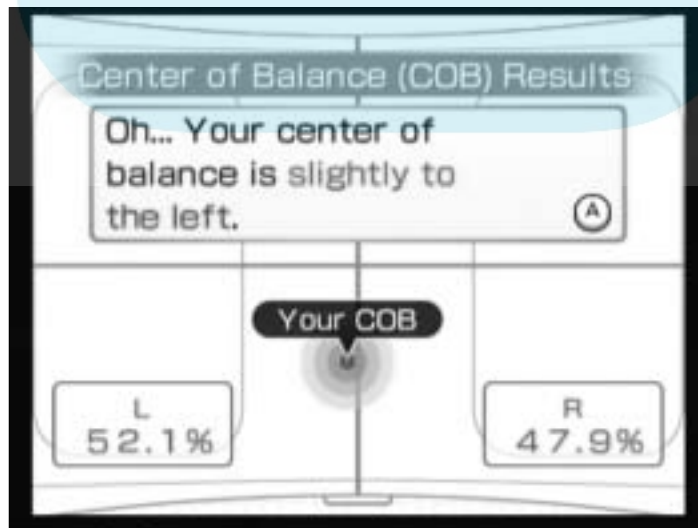 Center of Balance (COB) Results
Oh... Your center of
balance is slightly to
the left.
A
Your COB
L
52.1%
R
47.9%